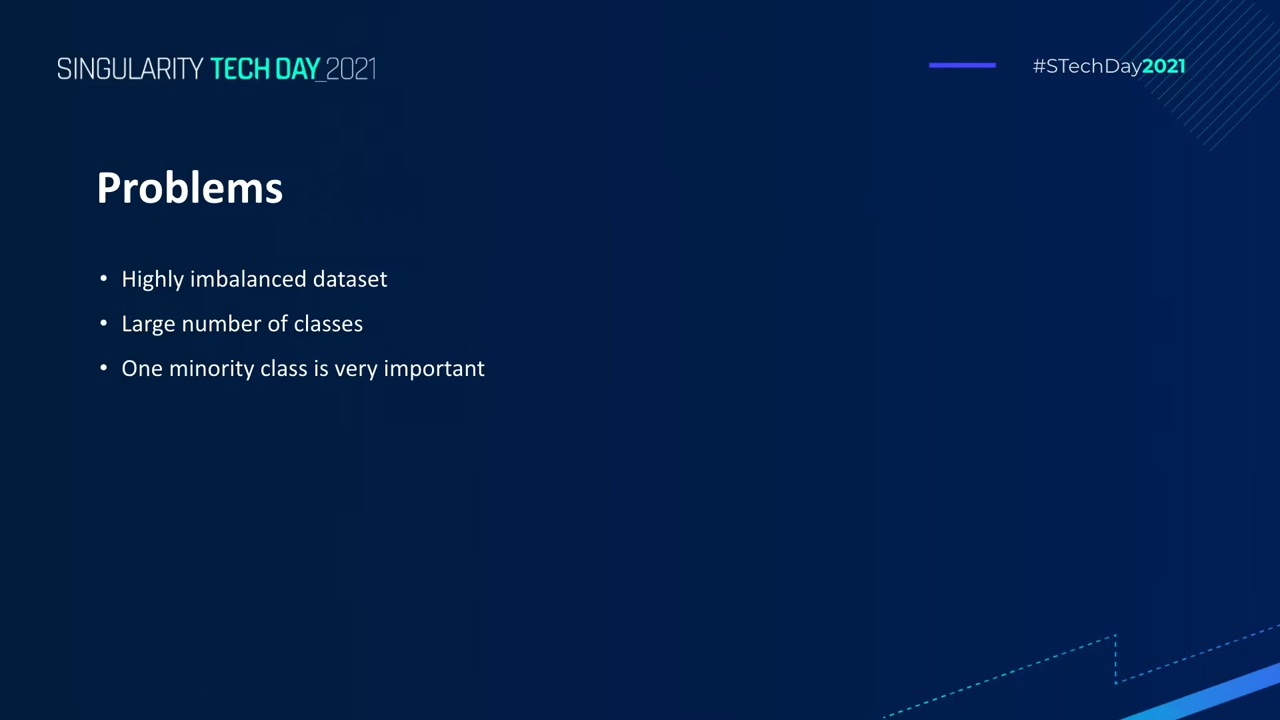 SINGULARITY TECH DAY_2021
#STechDay2021
Problems
• Highly imbalanced dataset
• Large number of classes
• One minority class is very important